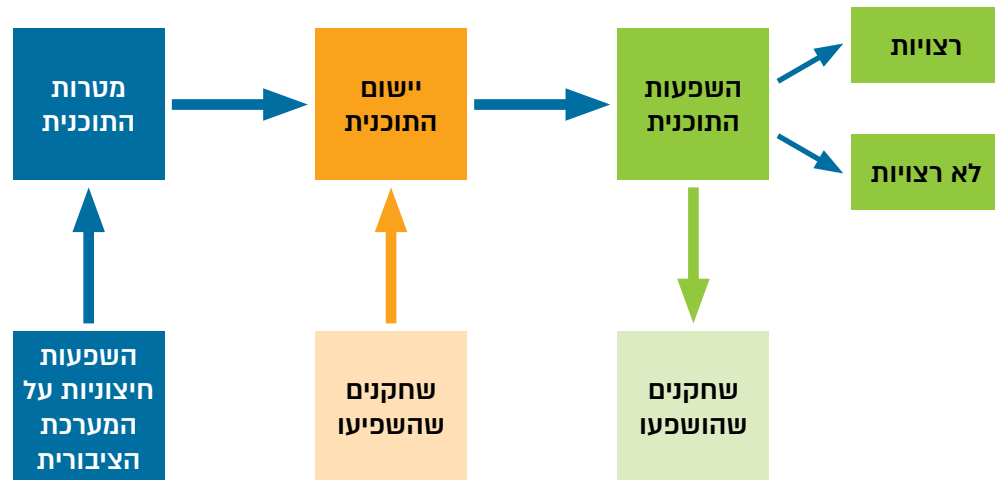 מטרות
התוכנית
יישום
התוכנית
השפעות
התוכנית
רצויות
לא רצויות
השפעות
חיצוניות על
המערכת
הציבורית
שחקנים
שהשפיעו
שחקנים
שהושפעו